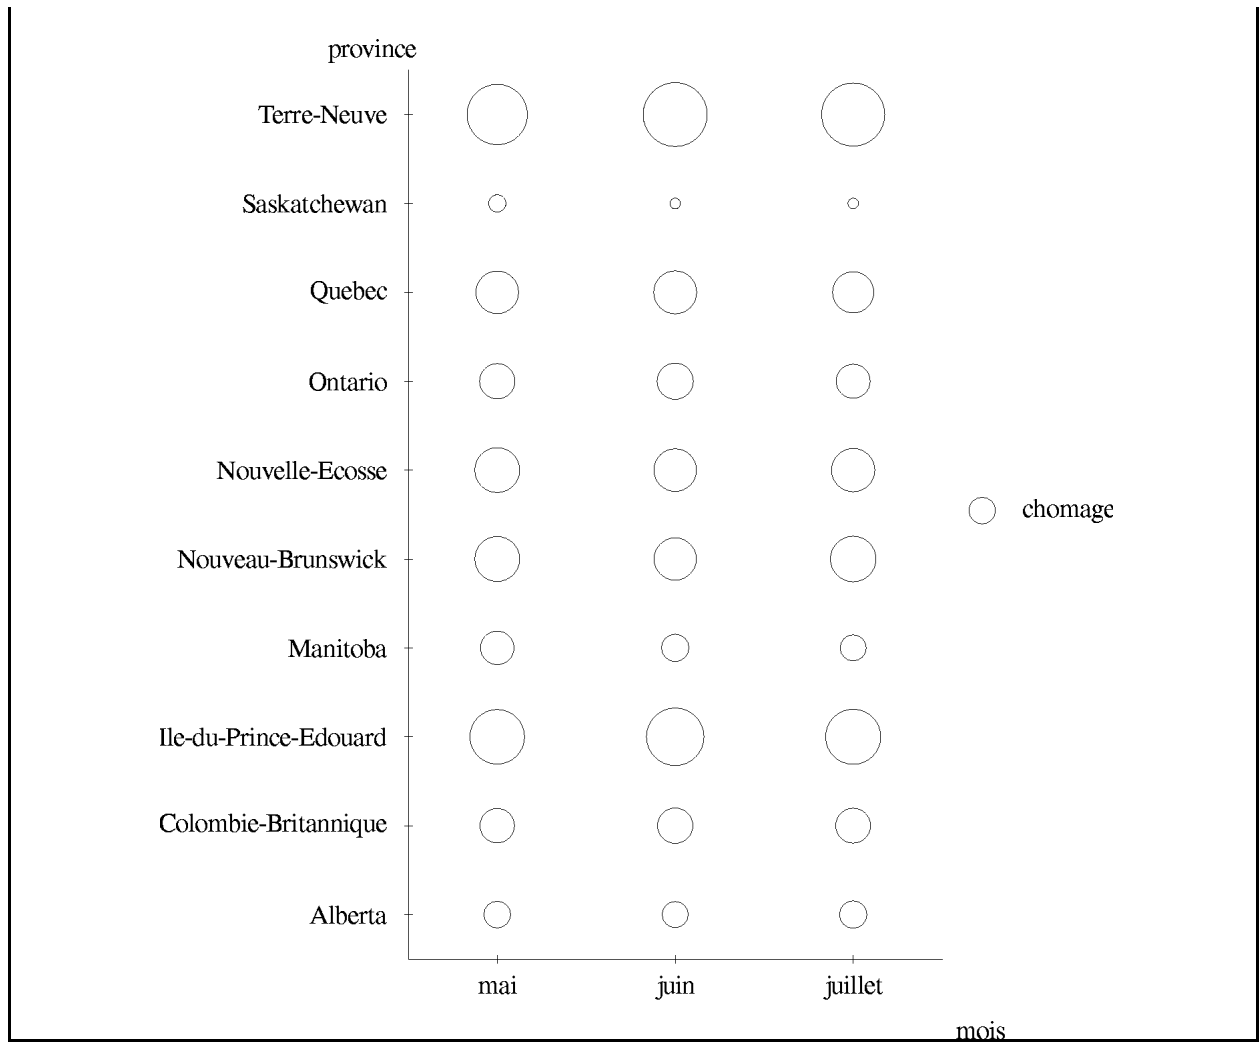 province
Terre-Neuve
Saskatchewan
Quebec
Ontario
Nouvelle-Ecosse
chomage
Nouveau-Brunswick
Manitoba
Ile-du-Prince-Edouard
Colombie-Britannique
Alberta
mai juin juillet
mois